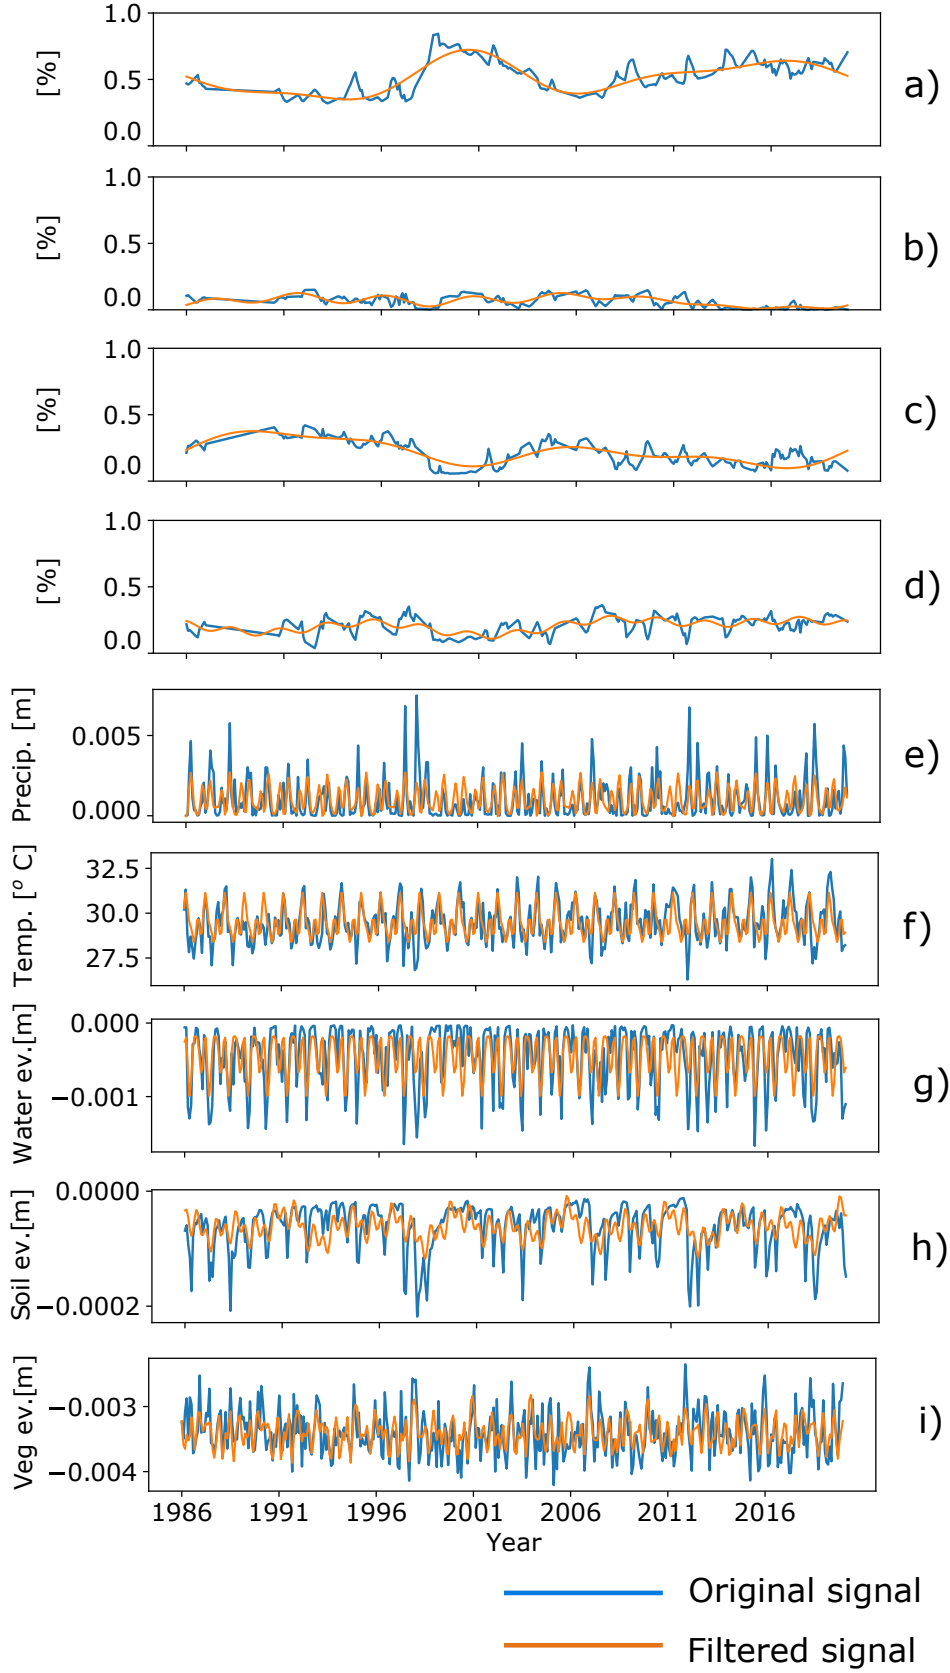 1.0
[%]
0.5
0.0
a)
1.0
[%]
0.5
0.0
b)
1.0
[%]
0.5
0.0
c)
1.0
[%]
0.5
0.0
d)
Precip. [m]
0.005
0.000
e)
Temp. [° C]
32.5
30.0
27.5
f)
Water ev.[m]
0.000
−0.001
g)
Soil ev.[m]
0.0000
−0.0002
h)
Veg ev.[m]
−0.003
−0.004
i)
1986 1991 1996 2001 2006 2011 2016
Year
Original signal
Filtered signal